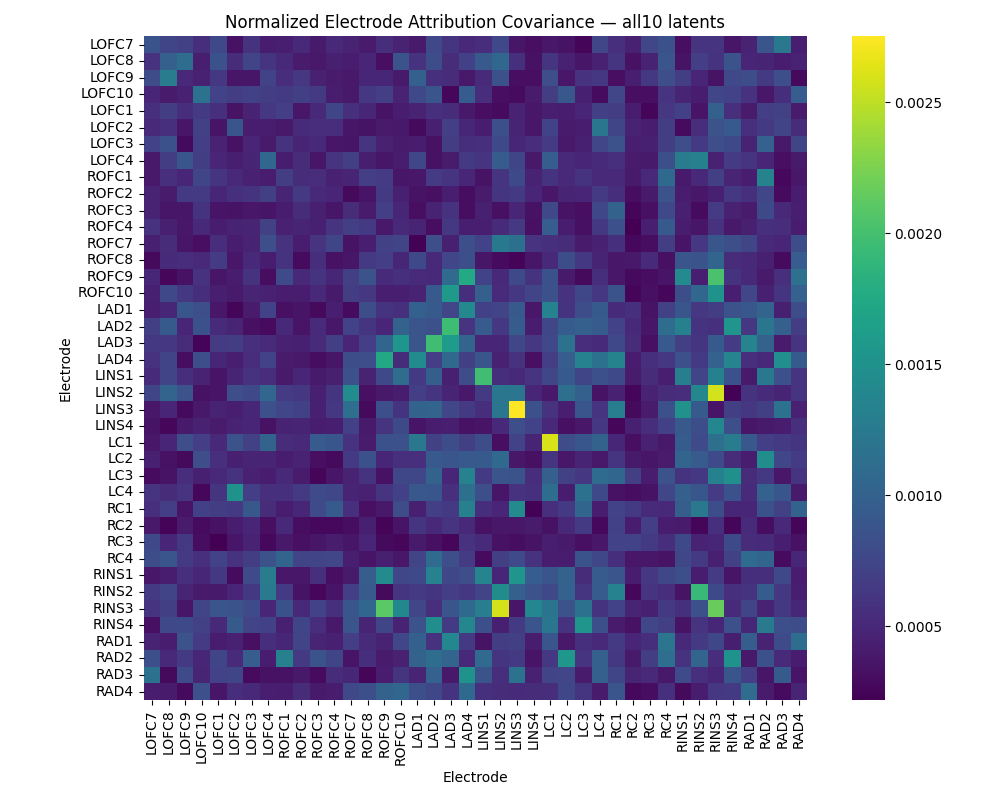 Normalized Electrode Attribution Covariance — all10 latents
LOFC7
LOFC8
LOFC9
LOFC10
LOFC1
LOFC2
LOFC3
LOFC4
ROFC1
ROFC2
ROFC3
ROFC4
ROFC7
ROFC8
ROFC9
ROFC10
LAD1
LAD2
LAD3
LAD4
LINS1
LINS2
LINS3
LINS4
LC1
LC2
LC3
LC4
RC1
RC2
RC3
RC4
RINS1
RINS2
RINS3
RINS4
RAD1
RAD2
RAD3
RAD4
Electrode
LOFC7
LOFC8
LOFC9
LOFC10
LOFC1
LOFC2
LOFC3
LOFC4
ROFC1
ROFC2
ROFC3
ROFC4
ROFC7
ROFC8
ROFC9
ROFC10
LAD1
LAD2
LAD3
LAD4
LINS1
LINS2
LINS3
LINS4
LC1
LC2
LC3
LC4
RC1
RC2
RC3
RC4
RINS1
RINS2
RINS3
RINS4
RAD1
RAD2
RAD3
RAD4
Electrode
0.0025
0.0020
0.0015
0.0010
0.0005